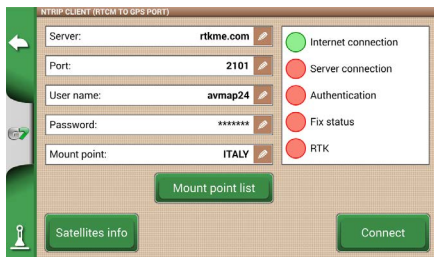 NTRIP CLIENT (RTCM TO GPS PORT)
Server: rtkme.com
Port: 2101
User name: avmap24
Password: *******
Mount point: ITALY
Mount point list
Satellites info
Internet connection
Server connection
Authentication
Fix status
RTK
Connect